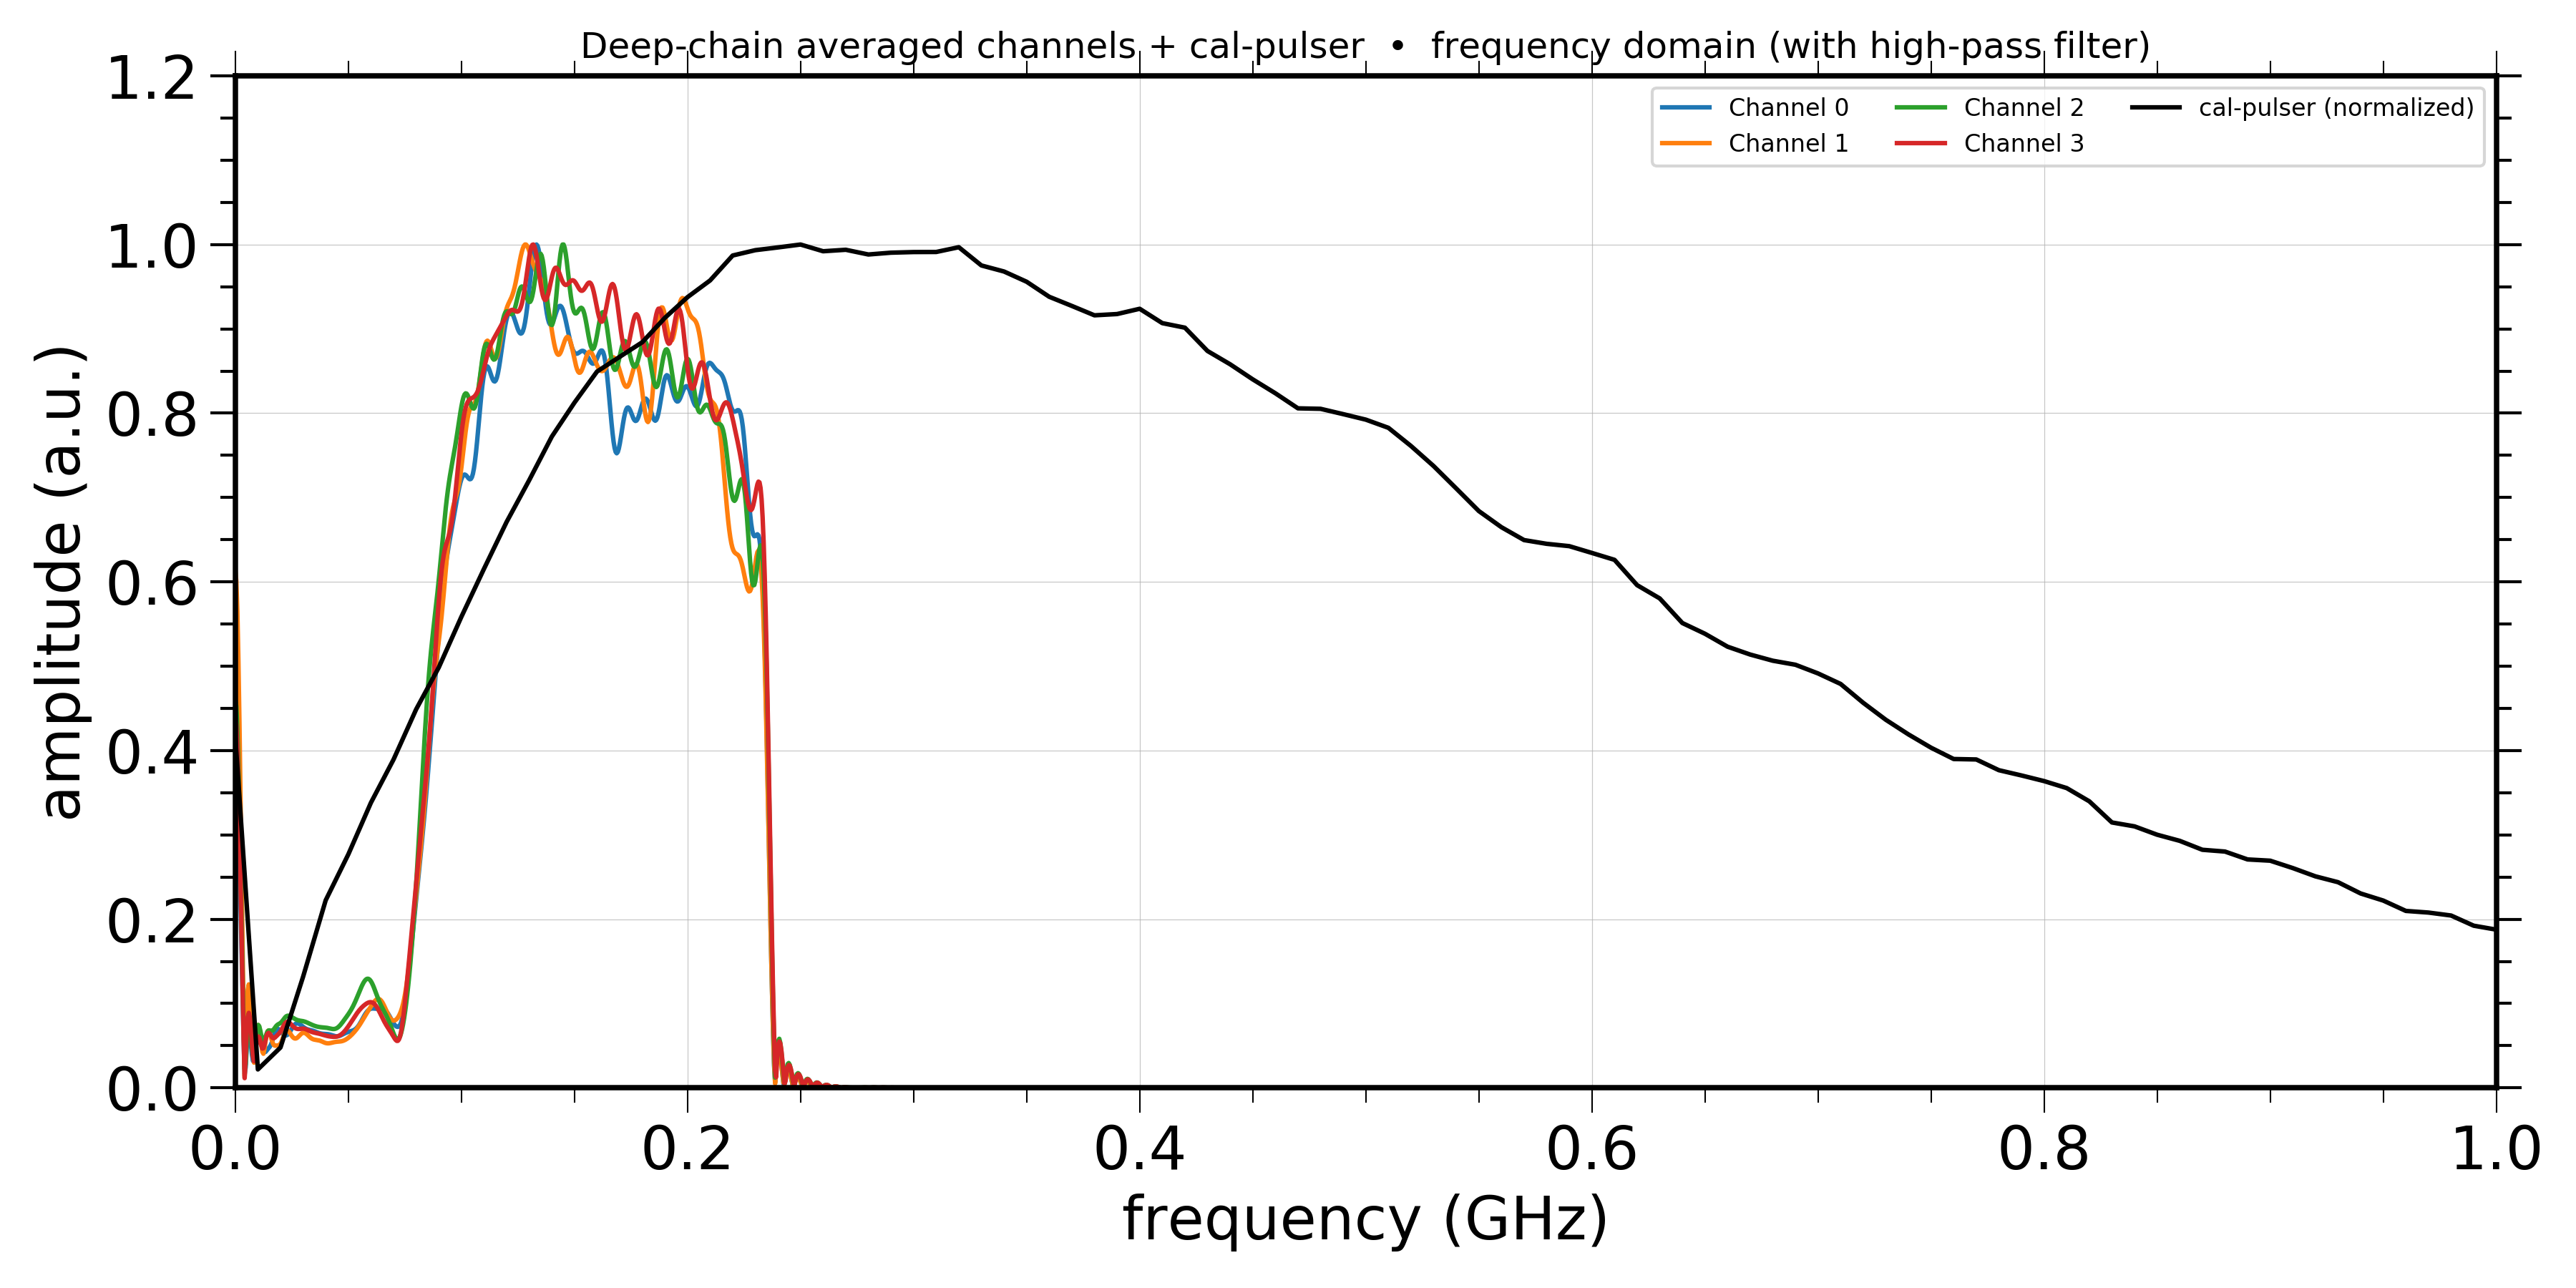 Deep-chain averaged channels + cal-pulser • frequency domain (with high-pass filter)
Channel 0
Channel 1
Channel 2
Channel 3
cal-pulser (normalized)
amplitude (a.u.)
1.2
1.0
0.8
0.6
0.4
0.2
0.0
0.0 0.2 0.4 0.6 0.8 1.0
frequency (GHz)